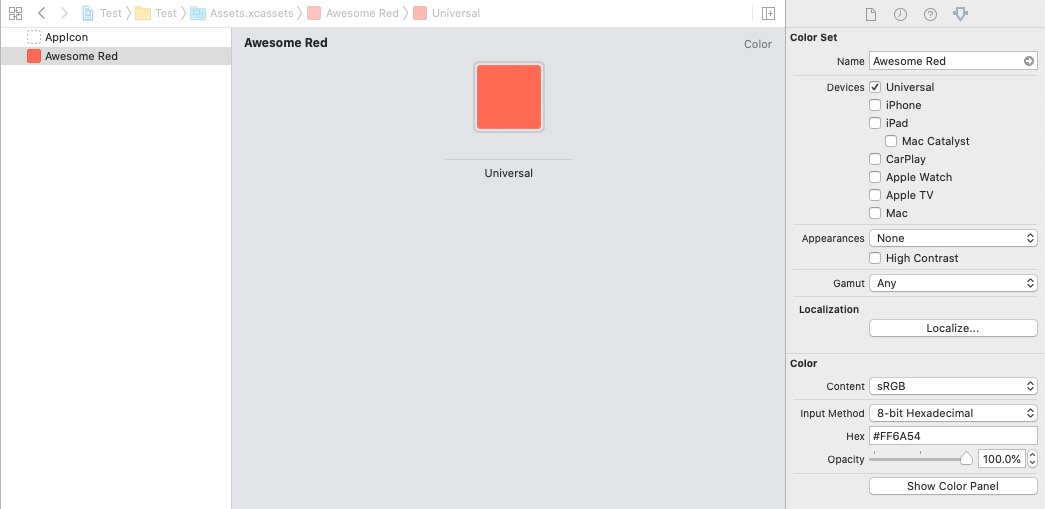 Test Test Assets.xcassets Awesome Red Universal
AppIcon
Awesome Red
Awesome Red
Color
Universal
Color Set
Name Awesome Red
Devices Universal
iPhone
iPad
Mac Catalyst
CarPlay
Apple Watch
Apple TV
Mac
Appearances None
High Contrast
Gamut Any
Localization
Localize...
Color
Content sRGB
Input Method 8-bit Hexadecimal
Hex #FF6A54
Opacity 100.0%
Show Color Panel